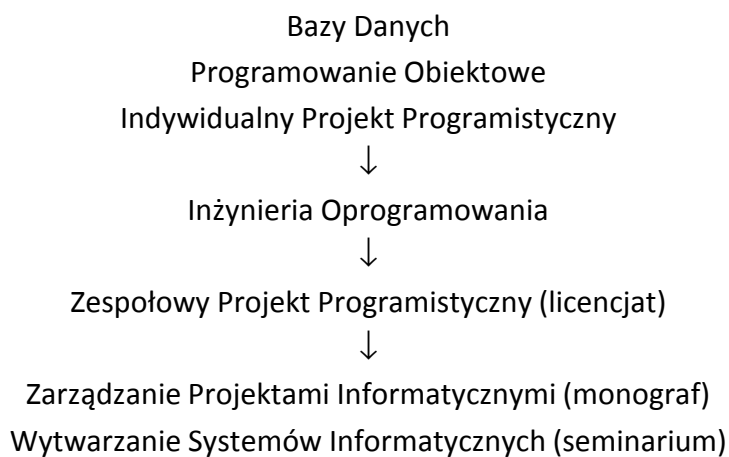 Bazy Danych
Programowanie Obiektowe
Indywidualny Projekt Programistyczny
↓
Inżynieria Oprogramowania
↓
Zespołowy Projekt Programistyczny (licencjat)
↓
Zarządzanie Projektami Informatycznymi (monograf)
Wytwarzanie Systemów Informatycznych (seminarium)